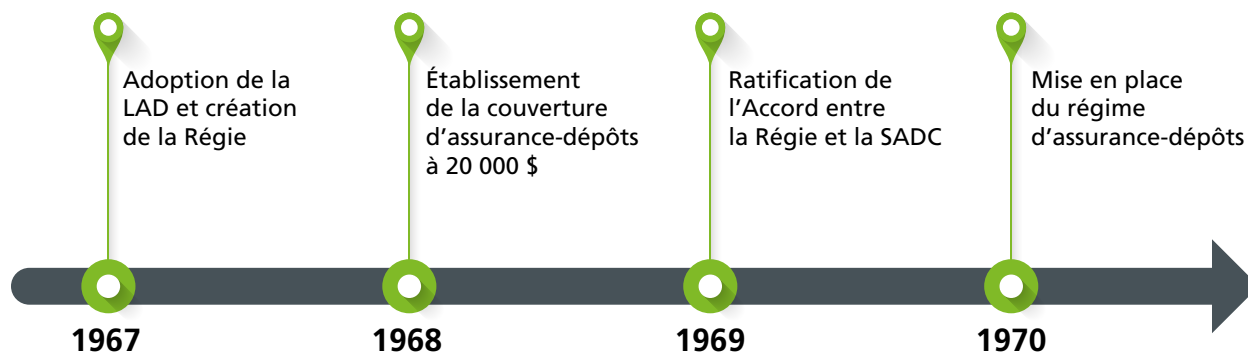 Adoption de la
LAD et création
de la Régie
Établissement
de la couverture
d'assurance-dépôts
à 20 000 $
Ratification de
l'Accord entre
la Régie et la SADC
Mise en place
du régime
d'assurance-dépôts
1967
1968
1969
1970